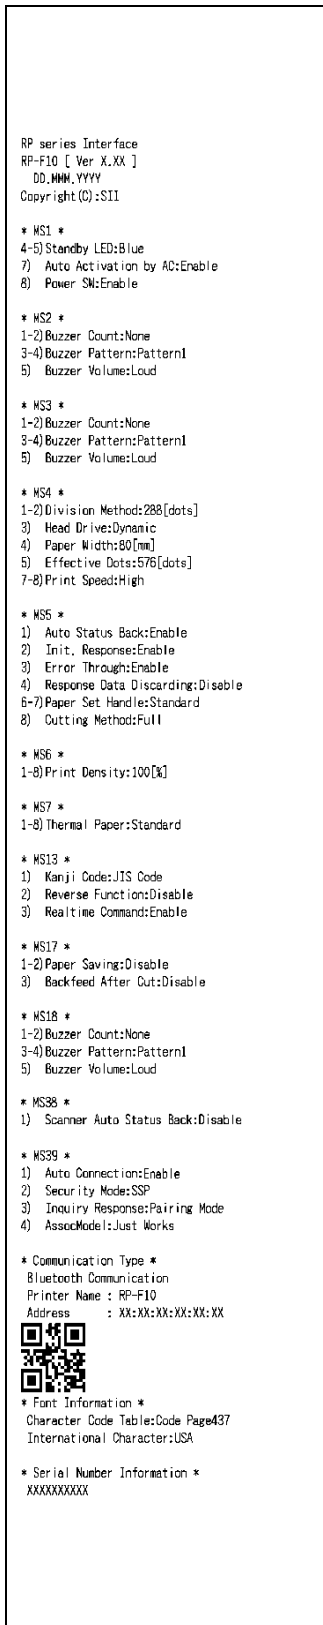 RP series Interface
RP-F10 [ Ver X.XX ]
DD.MMM.YYYY
Copyright(C):SII
* MS1 *
4-5)Standby LED:Blue
7) Auto Activation by AC:Enable
8) Power SW:Enable
* MS2 *
1-2)Buzzer Count:None
3-4)Buzzer Pattern:Pattern1
5) Buzzer Volume:Loud
* MS3 *
1-2)Buzzer Count:None
3-4)Buzzer Pattern:Pattern1
5) Buzzer Volume:Loud
* MS4 *
1-2)Division Method:288[dots]
3) Head Drive:Dynamic
4) Paper Width:80[mm]
5) Effective Dots:576[dots]
7-8)Print Speed:High
* MS5 *
1) Auto Status Back:Enable
2) Init. Response:Enable
3) Error Through:Enable
4) Response Data Discarding:Disable
6-7)Paper Set Handle:Standard
8) Cutting Method:Full
* MS6 *
1-8)Print Density:100[%]
* MS7 *
1-8)Thermal Paper:Standard
* MS13 *
1) Kanji Code:JIS Code
2) Reverse Function:Disable
3) Realtime Command:Enable
* MS17 *
1-2)Paper Saving:Disable
3) Backfeed After Cut:Disable
* MS18 *
1-2)Buzzer Count:None
3-4)Buzzer Pattern:Pattern1
5) Buzzer Volume:Loud
* MS38 *
1) Scanner Auto Status Back:Disable
* MS39 *
1) Auto Connection:Enable
2) Security Mode:SSP
3) Inquiry Response:Pairing Mode
4) AssocModel:Just Works
* Communication Type *
Bluetooth Communication
Printer Name : RP-F10
Address : XX:XX:XX:XX:XX:XX
* Font Information *
Character Code Table:Code Page437
International Character:USA
* Serial Number Information *
XXXXXXXXXX